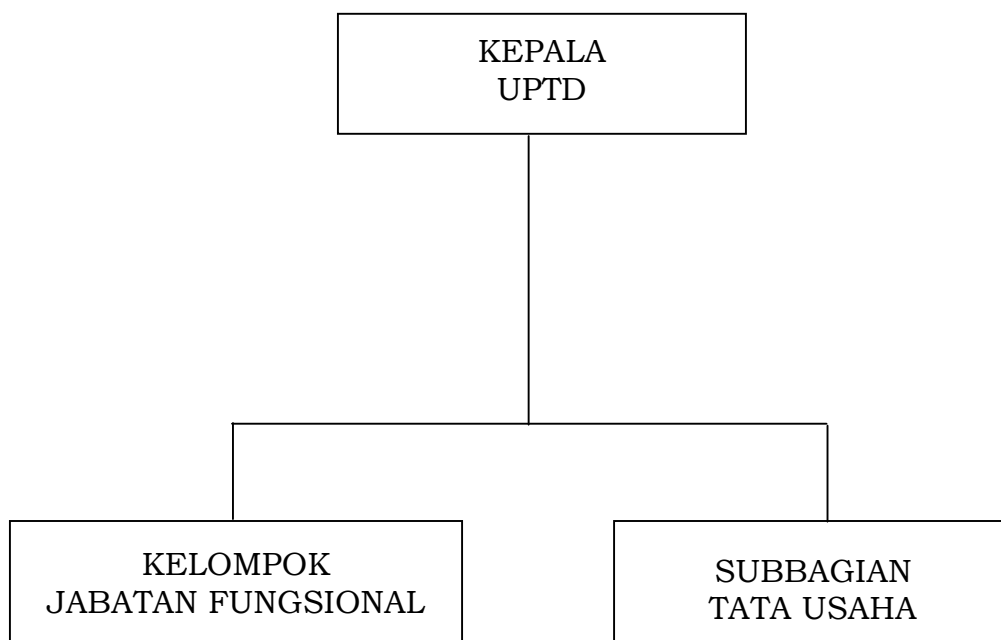 KEPALA
UPTD
KELOMPOK
JABATAN FUNGSIONAL
SUBBAGIAN
TATA USAHA